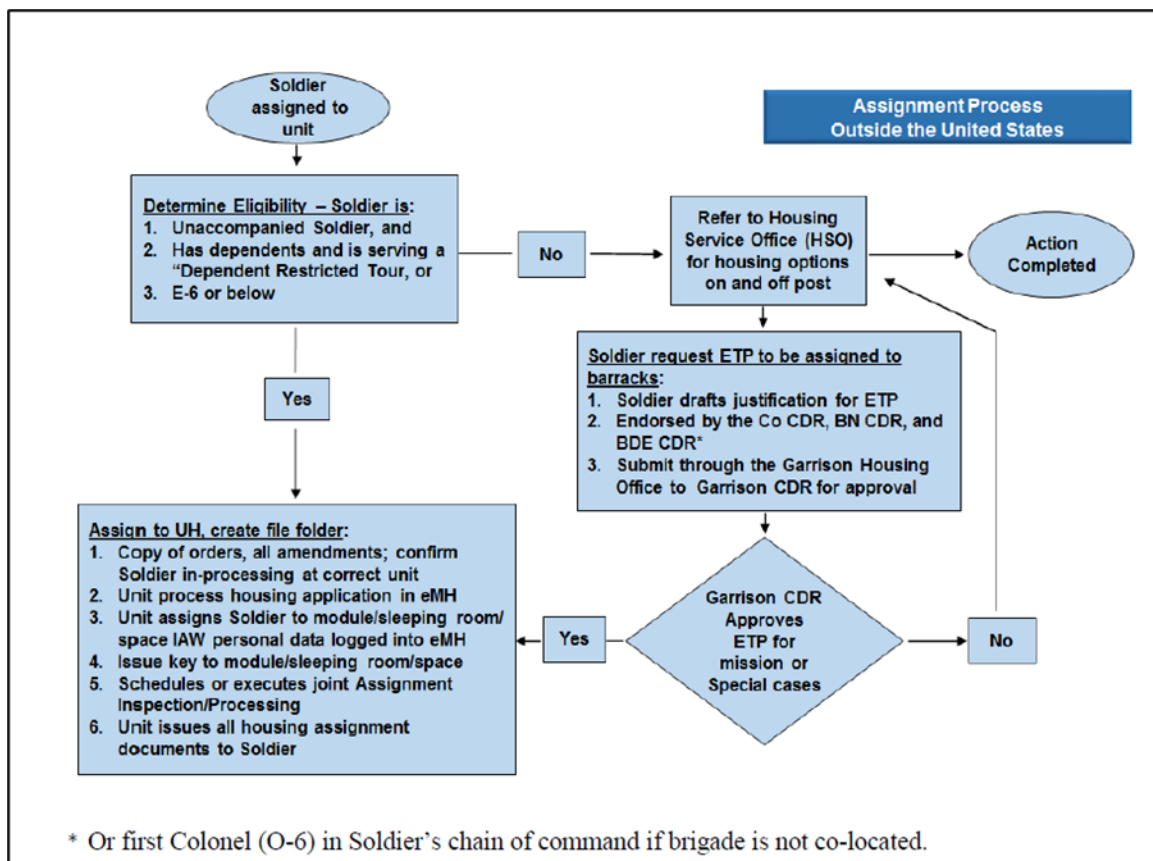 Soldier
assigned to
unit
Assignment Process
Outside the United States
Determine Eligibility – Soldier is:
1. Unaccompanied Soldier, and
2. Has dependents and is serving a
“Dependent Restricted Tour, or
3. E-6 or below
No
Refer to Housing
Service Office (HSO)
for housing options
on and off post
Action
Completed
Yes
Soldier request ETP to be assigned to
barracks:
1. Soldier drafts justification for ETP
2. Endorsed by the Co CDR, BN CDR, and
BDE CDR*
3. Submit through the Garrison Housing
Office to Garrison CDR for approval
Assign to UH, create file folder:
1. Copy of orders, all amendments; confirm
Soldier in-processing at correct unit
2. Unit process housing application in eMH
3. Unit assigns Soldier to module/sleeping room/
space IAW personal data logged into eMH
4. Issue key to module/sleeping room/space
5. Schedules or executes joint Assignment
Inspection/Processing
6. Unit issues all housing assignment
documents to Soldier
Yes
Garrison CDR
Approves
ETP for
mission or
Special cases
No
* Or first Colonel (O-6) in Soldier’s chain of command if brigade is not co-located.